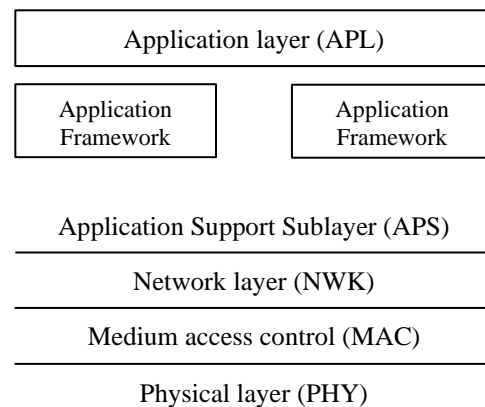 Application layer (APL)
Application
Framework
Application
Framework
Application Support Sublayer (APS)
Network layer (NWK)
Medium access control (MAC)
Physical layer (PHY)